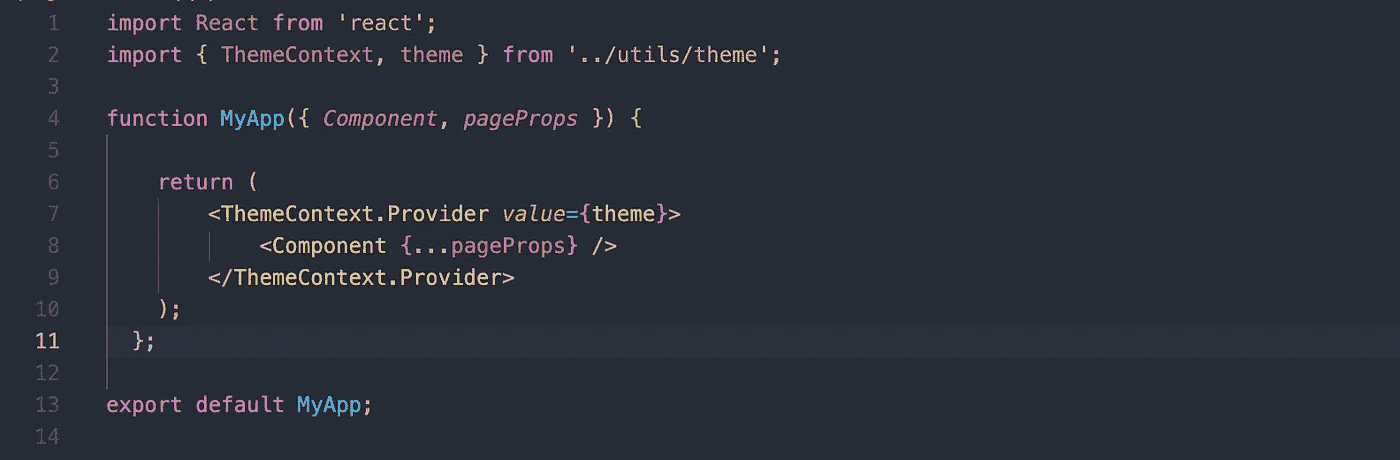 1 import React from 'react';
2 import { ThemeContext, theme } from '../utils/theme';
3
4 function MyApp({ Component, pageProps }) {
5
6 return (
7 <ThemeContext.Provider value={theme}>
8 <Component {...pageProps} />
9 </ThemeContext.Provider>
10 );
11 };
12
13 export default MyApp;
14